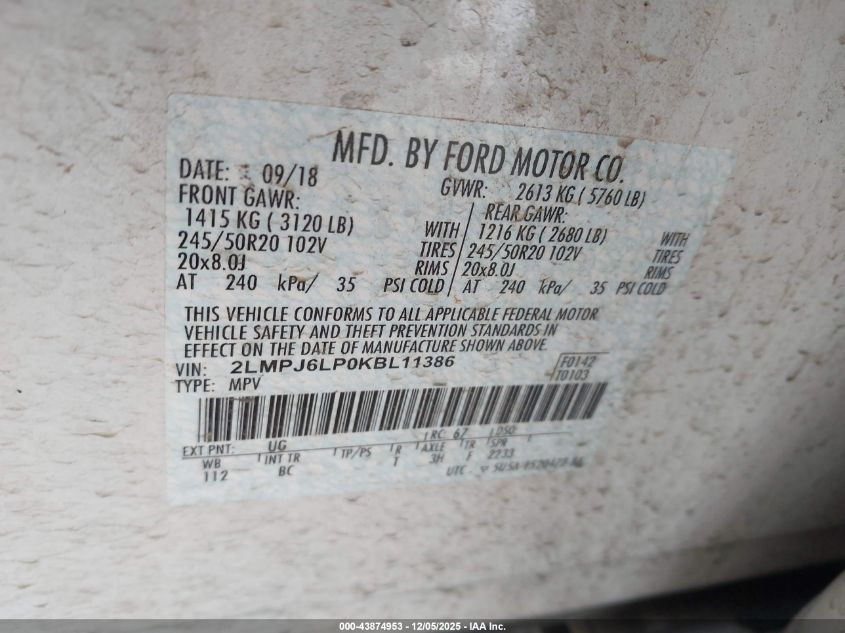 MFD. BY FORD MOTOR CO.
DATE: 09/18 GVWR: 2613 KG ( 5760 LB)
FRONT GAWR: REAR GAWR:
1415 KG ( 3120 LB) WITH 1216 KG ( 2680 LB) WITH
245/50R20 102V TIRES 245/50R20 102V TIRES
20x8.0J RIMS 20x8.0J RIMS
AT 240 kPa/ 35 PSI COLD AT 240 kPa/ 35 PSI COLD
THIS VEHICLE CONFORMS TO ALL APPLICABLE FEDERAL MOTOR
VEHICLE SAFETY AND THEFT PREVENTION STANDARDS IN
EFFECT ON THE DATE OF MANUFACTURE SHOWN ABOVE.
VIN: 2LMPJ6LP0KBL11386 F0142
TYPE: MPV T0103
EXT PNT: UG RC: 67 DSO:
WB INT TR TP/PS R AXLE TR SPR
112 BC T 3H F 2233
UTC
000-43874953 - 12/05/2025 - IAA Inc.